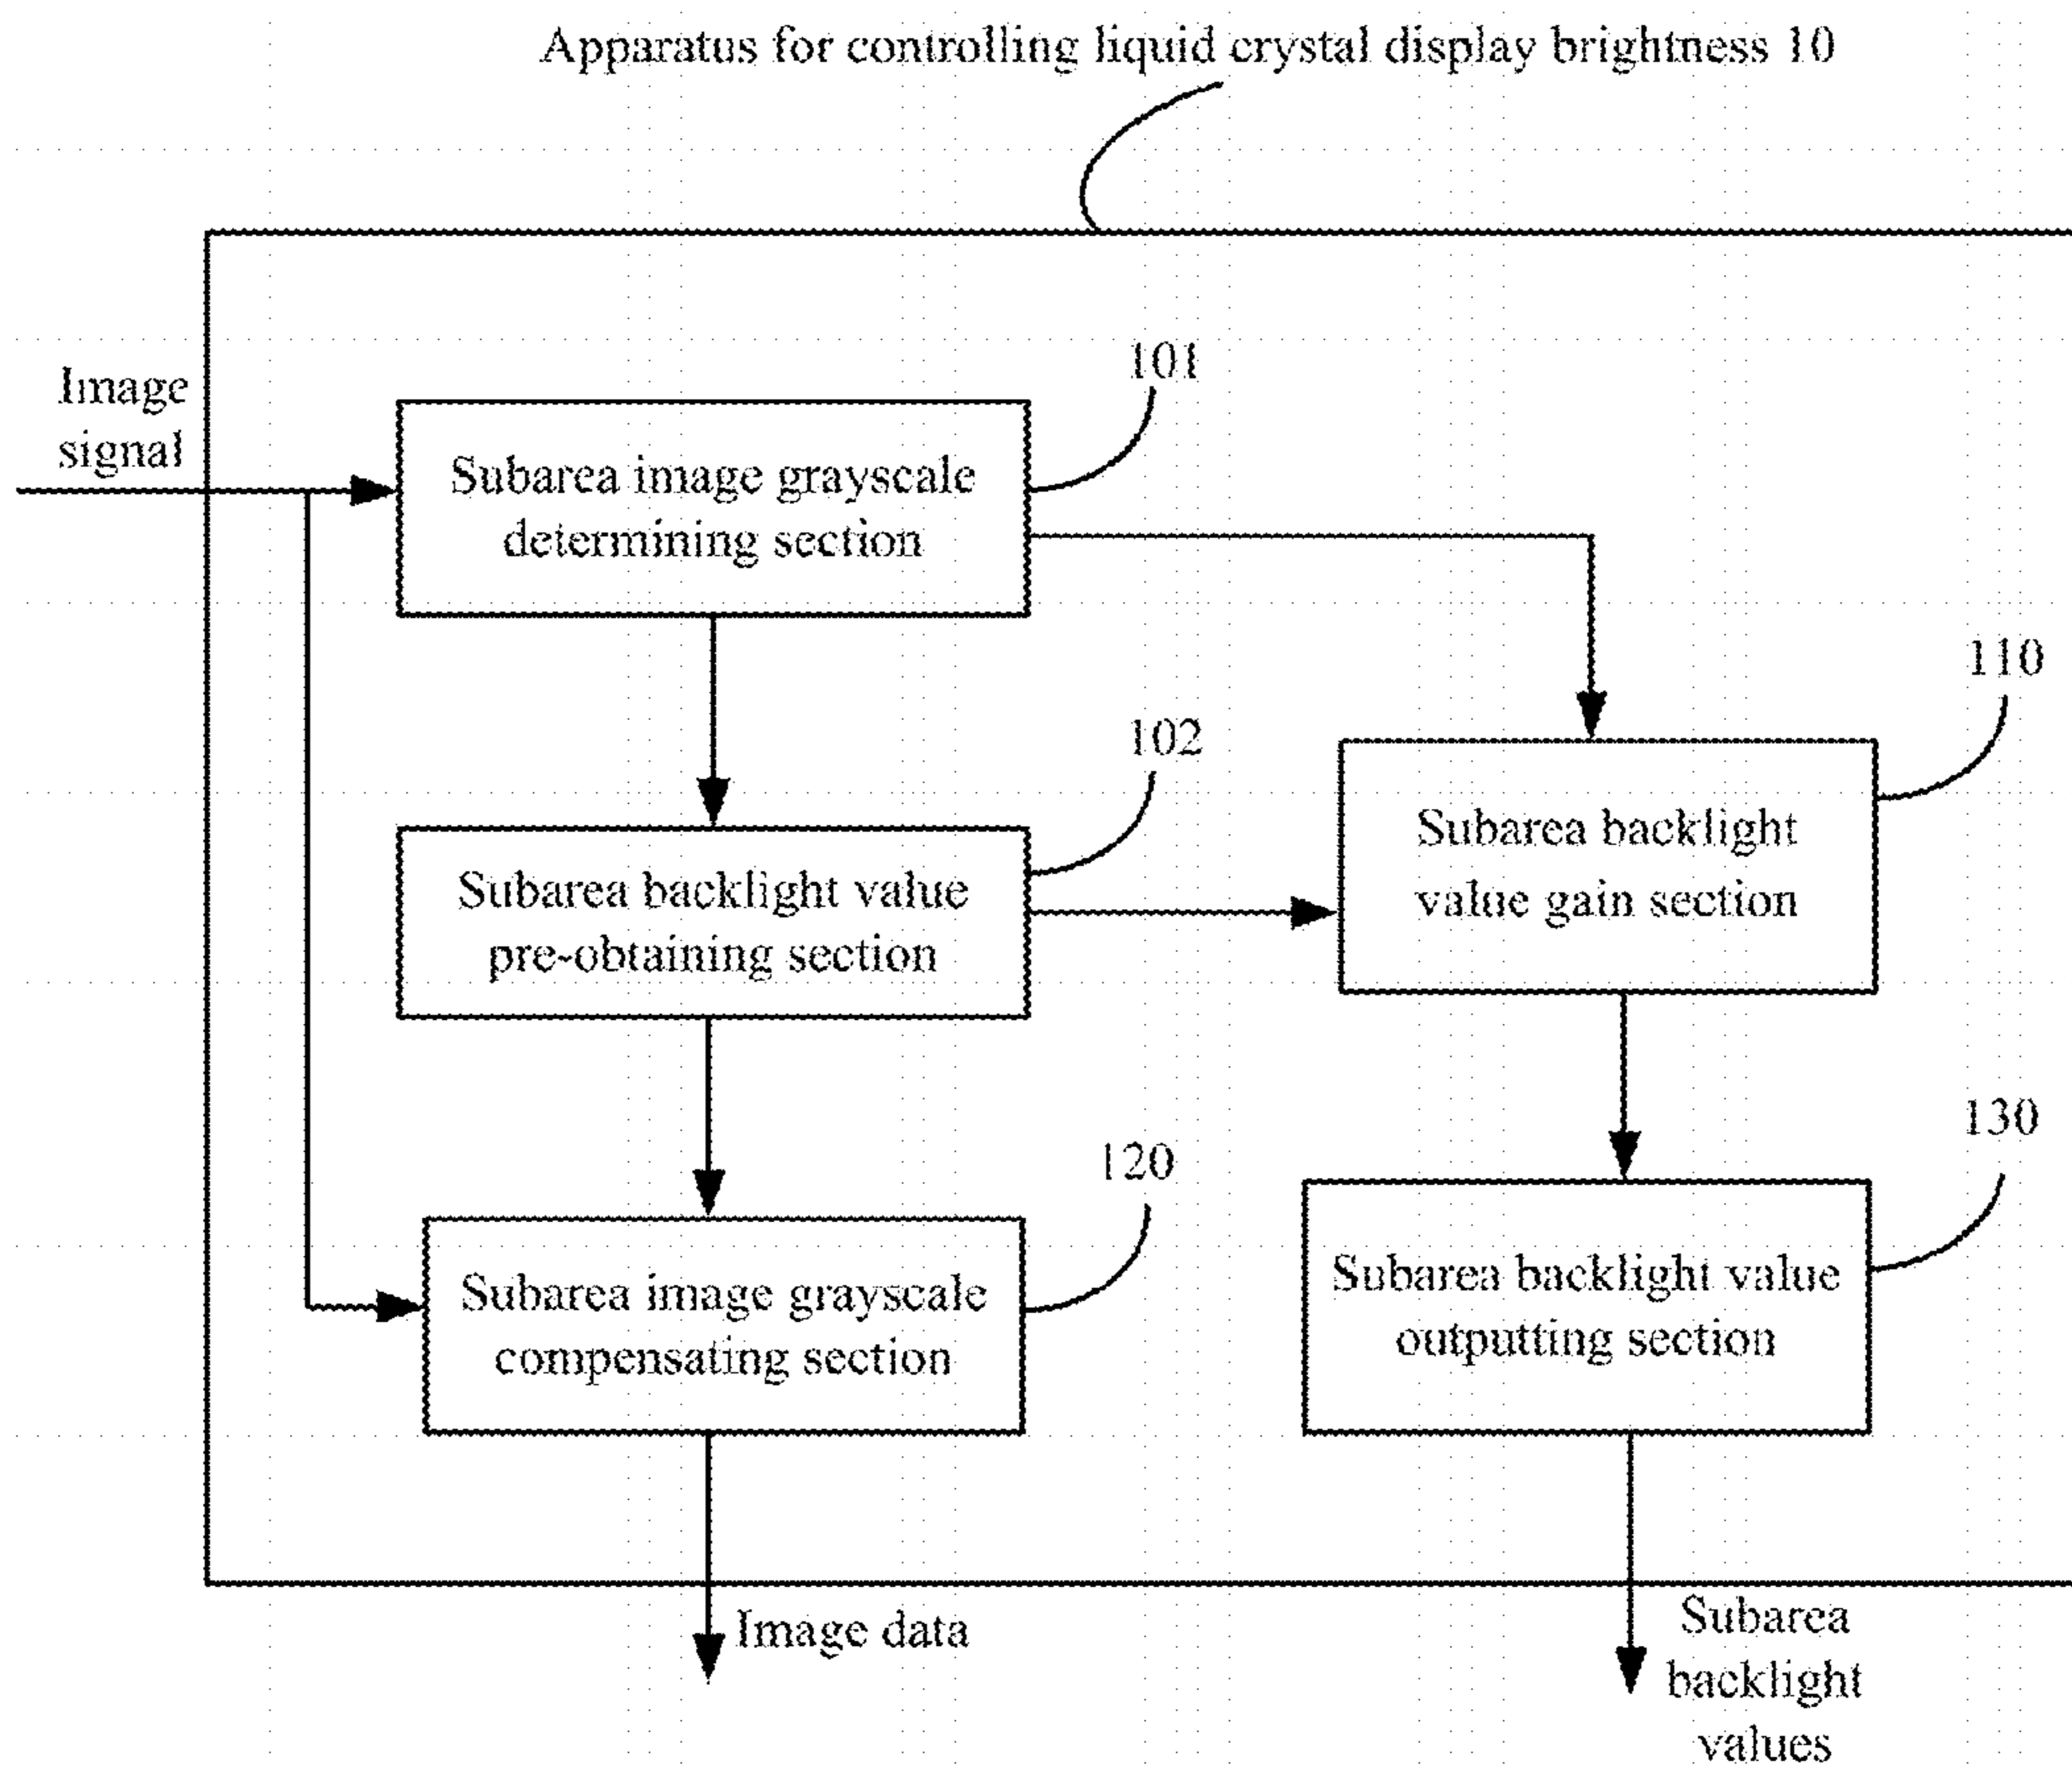 Apparatus for controlling liquid crystal display brightness 10
Image
signal
101
Subarea image grayscale
determining section
110
102
Subarea backlight value
pre-obtaining section
Subarea backlight
value gain section
120
130
Subarea image grayscale
compensating section
Subarea backlight value
outputting section
Image data
Subarea
backlight
values